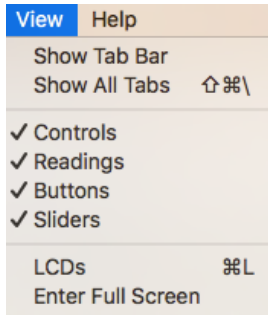 View Help
Show Tab Bar
Show All Tabs ⇧⌘\
✓ Controls
✓ Readings
✓ Buttons
✓ Sliders
LCDs ⌘L
Enter Full Screen